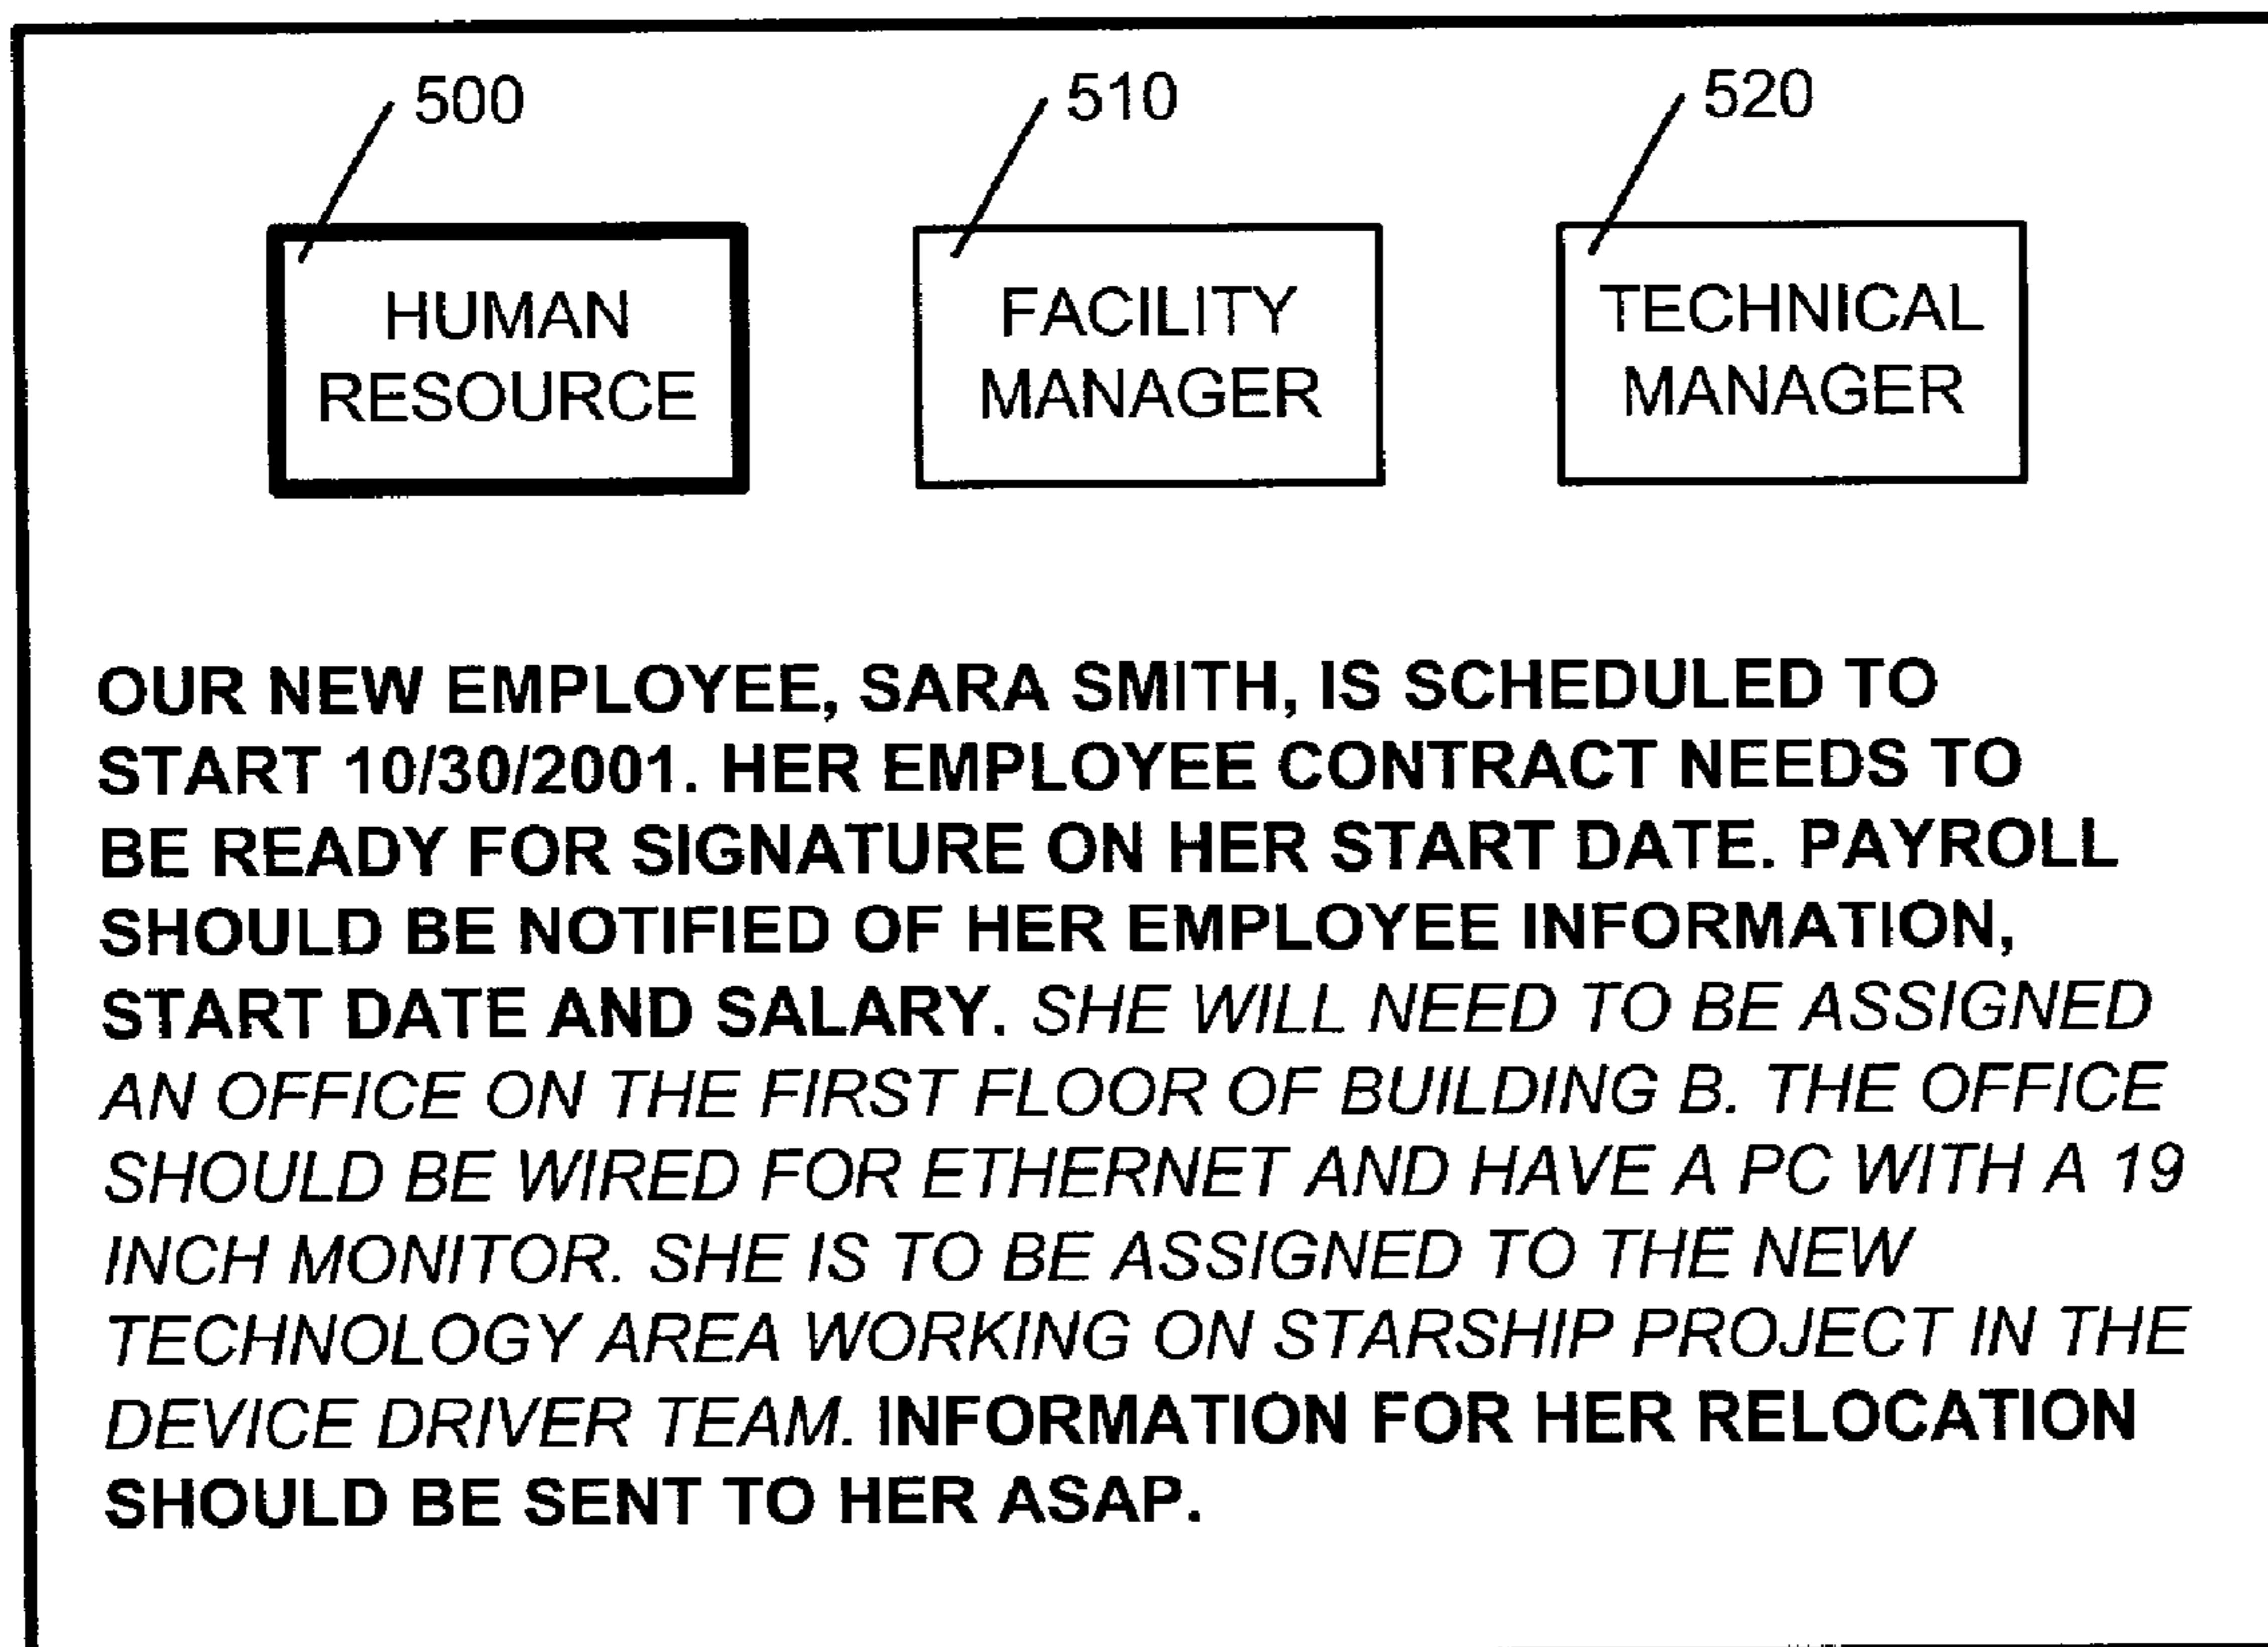 500 510 520
HUMAN RESOURCE
FACILITY MANAGER
TECHNICAL MANAGER
OUR NEW EMPLOYEE, SARA SMITH, IS SCHEDULED TO
START 10/30/2001. HER EMPLOYEE CONTRACT NEEDS TO
BE READY FOR SIGNATURE ON HER START DATE. PAYROLL
SHOULD BE NOTIFIED OF HER EMPLOYEE INFORMATION,
START DATE AND SALARY. SHE WILL NEED TO BE ASSIGNED
AN OFFICE ON THE FIRST FLOOR OF BUILDING B. THE OFFICE
SHOULD BE WIRED FOR ETHERNET AND HAVE A PC WITH A 19
INCH MONITOR. SHE IS TO BE ASSIGNED TO THE NEW
TECHNOLOGY AREA WORKING ON STARSHIP PROJECT IN THE
DEVICE DRIVER TEAM. INFORMATION FOR HER RELOCATION
SHOULD BE SENT TO HER ASAP.